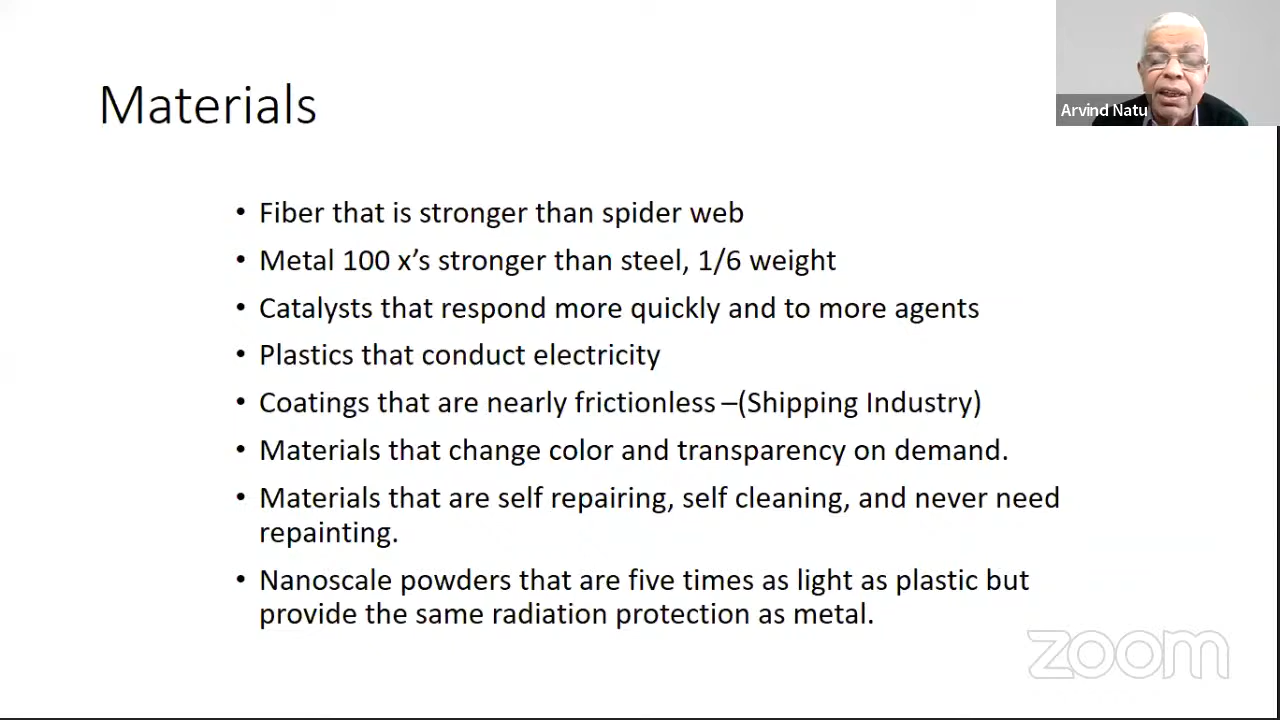 Materials
Arvind Natu
• Fiber that is stronger than spider web
• Metal 100 x’s stronger than steel, 1/6 weight
• Catalysts that respond more quickly and to more agents
• Plastics that conduct electricity
• Coatings that are nearly frictionless –(Shipping Industry)
• Materials that change color and transparency on demand.
• Materials that are self repairing, self cleaning, and never need
repainting.
• Nanoscale powders that are five times as light as plastic but
provide the same radiation protection as metal.
zoom